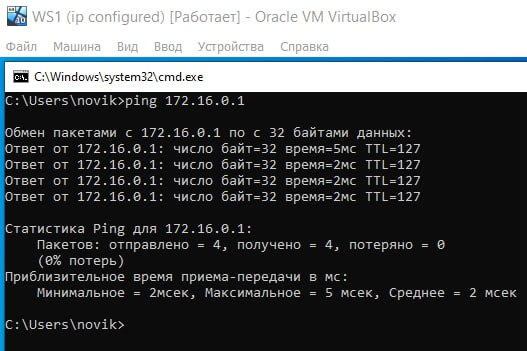 WS1 (ip configured) [Работает] - Oracle VM VirtualBox
Файл Машина Вид Ввод Устройства Справка
C:\Windows\system32\cmd.exe
C:\Users\novik>ping 172.16.0.1
Обмен пакетами с 172.16.0.1 по с 32 байтами данных:
Ответ от 172.16.0.1: число байт=32 время=5мс TTL=127
Ответ от 172.16.0.1: число байт=32 время=2мс TTL=127
Ответ от 172.16.0.1: число байт=32 время=2мс TTL=127
Ответ от 172.16.0.1: число байт=32 время=2мс TTL=127
Статистика Ping для 172.16.0.1:
Пакетов: отправлено = 4, получено = 4, потеряно = 0
(0% потерь)
Приблизительное время приема-передачи в мс:
Минимальное = 2мсек, Максимальное = 5 мсек, Среднее = 2 мсек
C:\Users\novik>